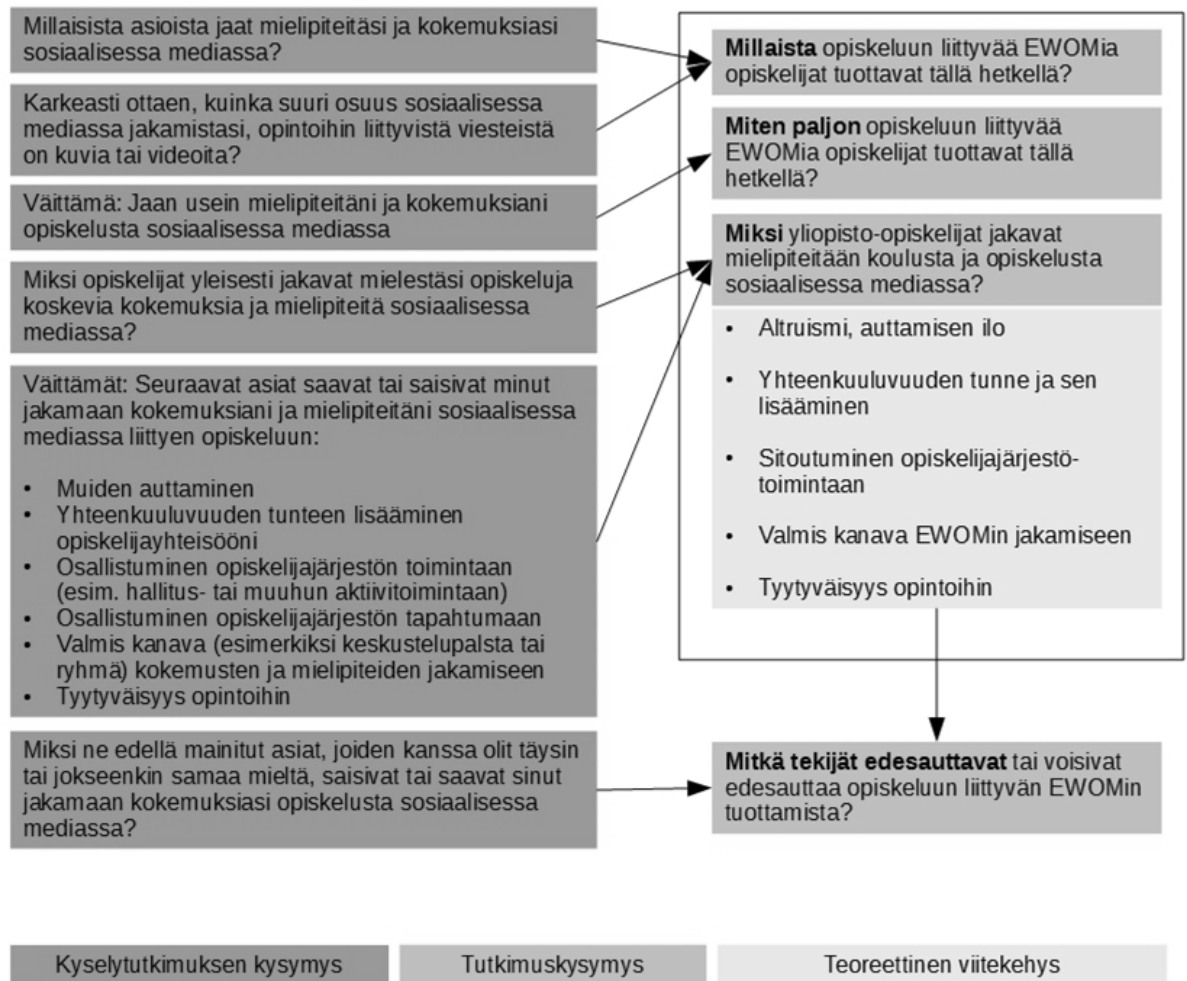 Millaisista asioista jaat mielipiteitäsi ja kokemuksiasi
sosiaalisessa mediassa?
Karkeasti ottaen, kuinka suuri osuus sosiaalisessa
mediassa jakamistasi, opintoihin liittyvistä viesteistä
on kuvia tai videoita?
Väittämä: Jaan usein mielipiteitäni ja kokemuksiani
opiskelusta sosiaalisessa mediassa
Miksi opiskelijat yleisesti jakavat mielestäsi opiskeluja
koskevia kokemuksia ja mielipiteitä sosiaalisessa
mediassa?
Väittämät: Seuraavat asiat saavat tai saisivat minut
jakamaan kokemuksiani ja mielipiteitäni sosiaalisessa
mediassa liittyen opiskeluun:
• Muiden auttaminen
• Yhteenkuuluvuuden tunteen lisääminen
opiskelijayhteisööni
• Osallistuminen opiskelijajärjestön toimintaan
(esim. hallitus- tai muuhun aktiivitoimintaan)
• Osallistuminen opiskelijajärjestön tapahtumaan
• Valmis kanava (esimerkiksi keskustelupalsta tai
ryhmä) kokemusten ja mielipiteiden jakamiseen
• Tyytyväisyys opintoihin
Miksi ne edellä mainitut asiat, joiden kanssa olit täysin
tai jokseenkin samaa mieltä, saisivat tai saavat sinut
jakamaan kokemuksiasi opiskelusta sosiaalisessa
mediassa?
Millaista opiskeluun liittyvää EWOMia
opiskelijat tuottavat tällä hetkellä?
Miten paljon opiskeluun liittyvää
EWOMia opiskelijat tuottavat tällä
hetkellä?
Miksi yliopisto-opiskelijat jakavat
mielipiteitään koulusta ja opiskelusta
sosiaalisessa mediassa?
• Altruismi, auttamisen ilo
• Yhteenkuuluvuuden tunne ja sen
lisääminen
• Sitoutuminen opiskelijajärjestö-
toimintaan
• Valmis kanava EWOMin jakamiseen
• Tyytyväisyys opintoihin
Mitkä tekijät edesauttavat tai voisivat
edesauttaa opiskeluun liittyvän EWOMin
tuottamista?
Kyselytutkimuksen kysymys
Tutkimuskysymys
Teoreettinen viitekehys